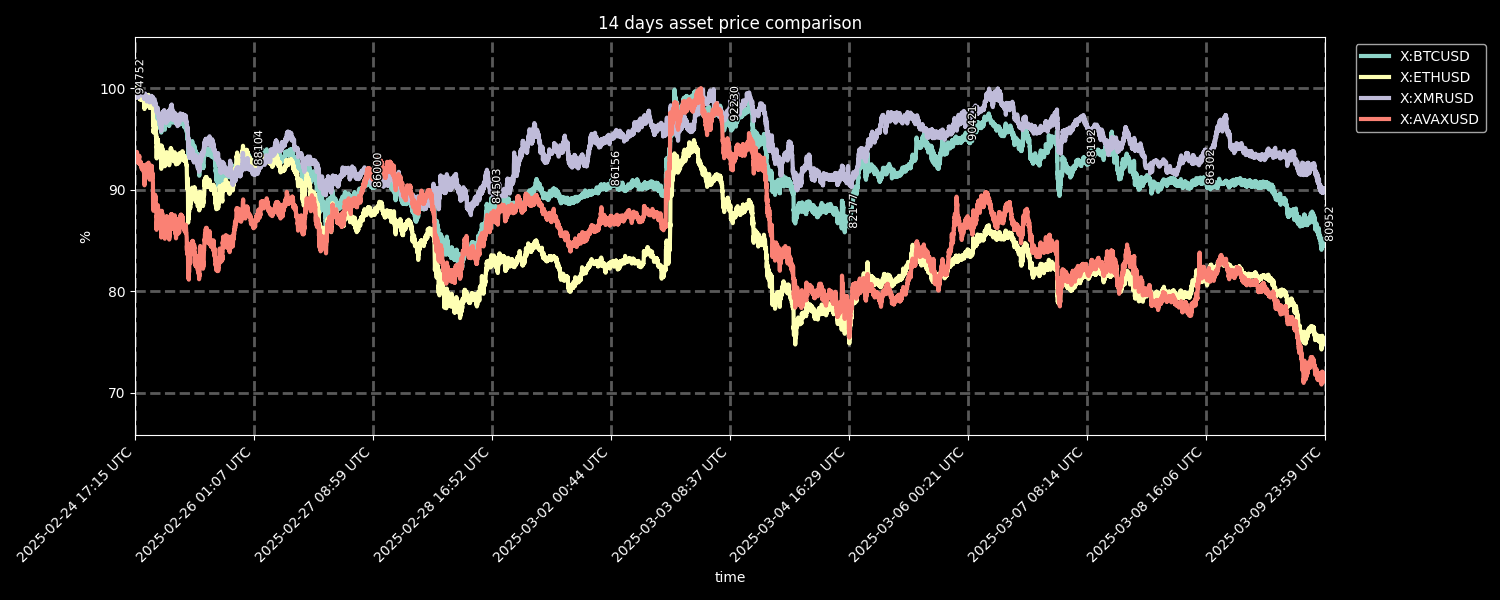 14 days asset price comparison
X:BTCUSD
X:ETHUSD
X:XMRUSD
X:AVAXUSD
100
90
80
70
%
94752
88104
86000
84503
86156
92230
90421
88192
86302
80952
2025-02-24 17:15 UTC
2025-02-26 01:07 UTC
2025-02-27 08:59 UTC
2025-02-28 16:52 UTC
2025-03-02 00:44 UTC
2025-03-03 08:37 UTC
2025-03-04 16:29 UTC
2025-03-06 00:21 UTC
2025-03-07 08:14 UTC
2025-03-08 16:06 UTC
2025-03-09 23:59 UTC
time